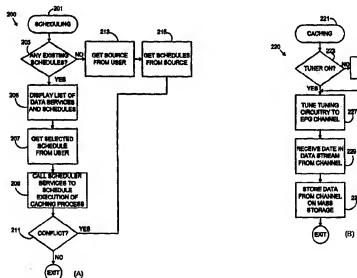 200
201
SCHEDULING
203
ANY EXISTING
SCHEDULES?
NO
YES
213
GET SOURCE
FROM USER
215
GET SCHEDULES
FROM SOURCE
205
DISPLAY LIST OF
DATA SERVICES
AND SCHEDULES
207
GET SELECTED
SCHEDULE
FROM USER
CALL SCHEDULER
SERVICES TO
SCHEDULE
EXECUTION OF
CACHING PROCESS
211
CONFLICT?
YES
NO
EXIT
(A)
220
221
CACHING
223
TUNER ON?
NO
YES
TUNE TUNING
CIRCUITRY TO
EPG CHANNEL
227
RECEIVE DATE IN
DATA STREAM
FROM CHANNEL
229
STORE DATA
FROM CHANNEL
ON MASS
STORAGE
EXIT
(B)